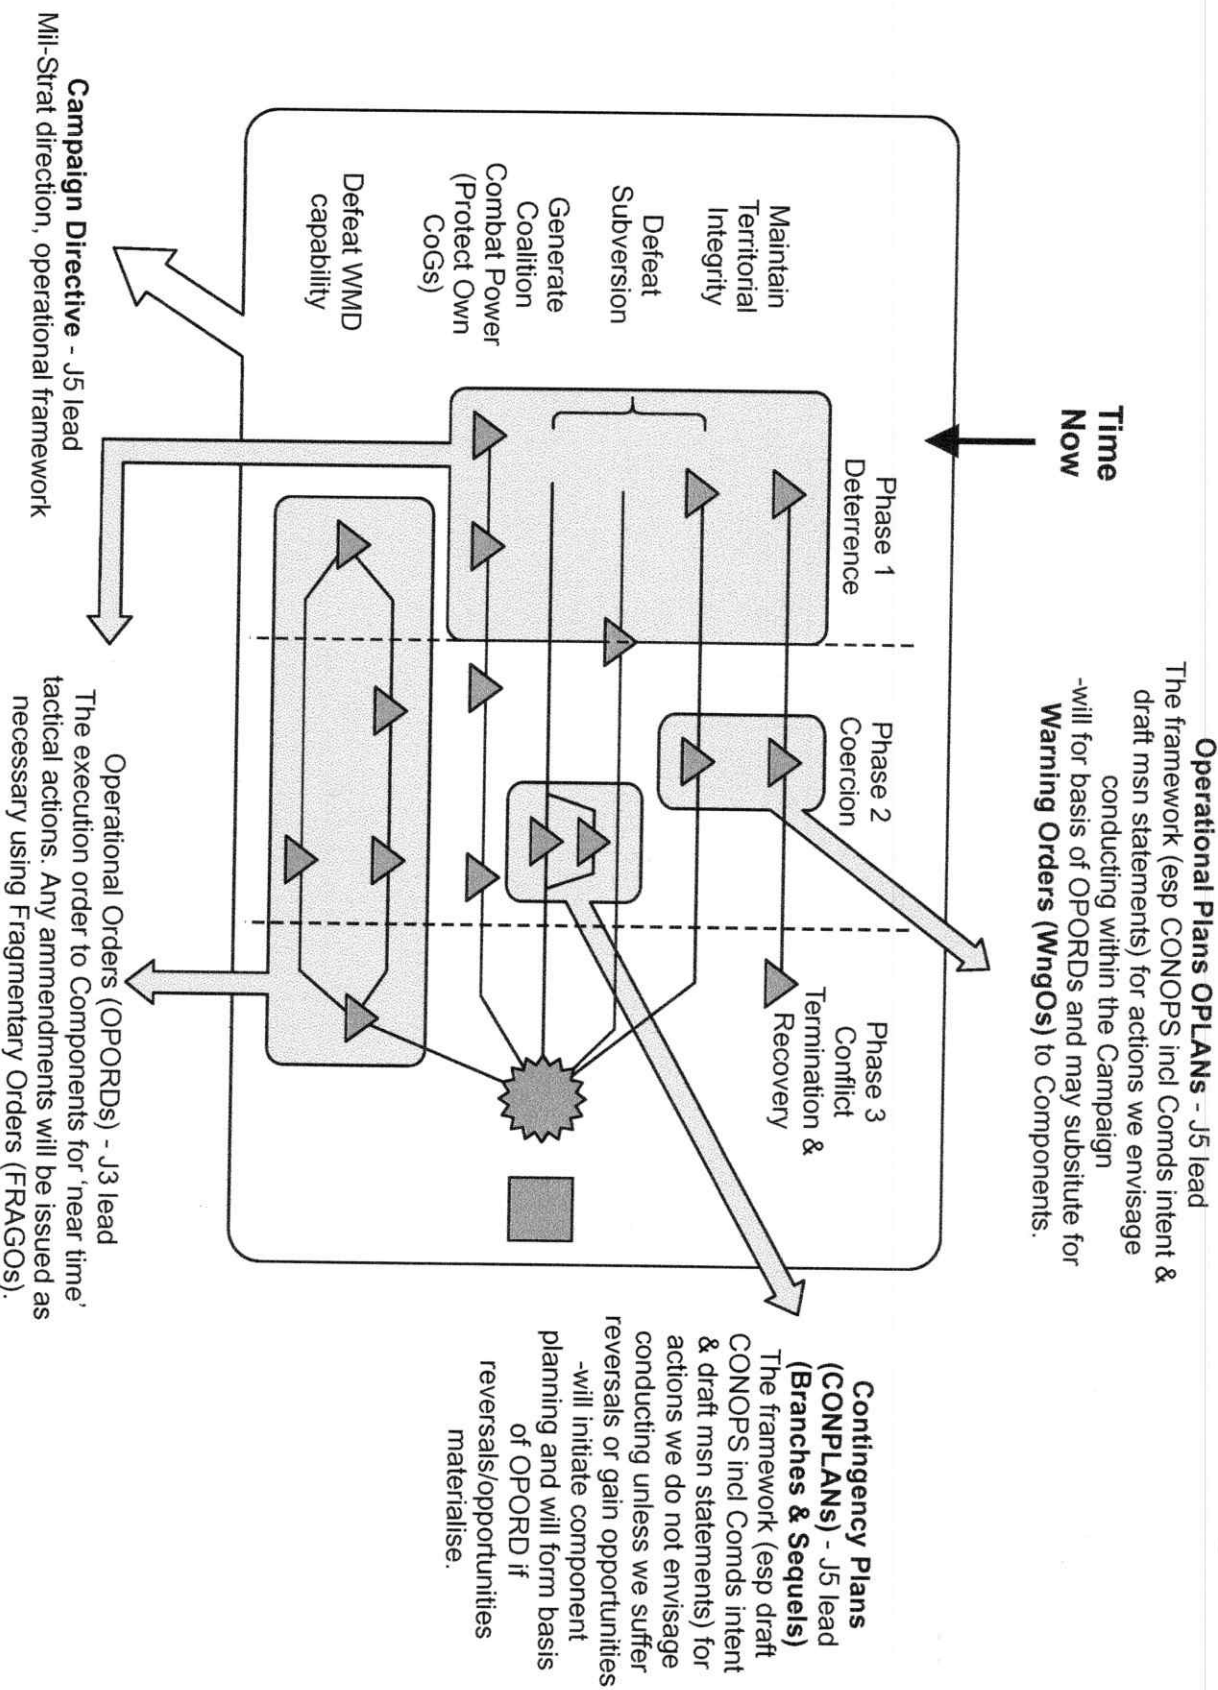 Operational Plans OPLANs - J5 lead
The framework (esp CONOPS incl Comds intent &
draft msn statements) for actions we envisage
conducting within the Campaign
-will for basis of OPORDs and may subsitute for
Warning Orders (WngOs) to Components.
Time
Now
Phase 1
Deterrence
Phase 2
Coercion
Phase 3
Conflict
Termination &
Recovery
Maintain
Territorial
Integrity
Defeat
Subversion
Generate
Coalition
Combat Power
(Protect Own
CoGs)
Defeat WMD
capability
Contingency Plans
(CONPLANs) - J5 lead
(Branches & Sequels)
The framework (esp draft
CONOPS incl Comds intent
& draft msn statements) for
actions we do not envisage
conducting unless we suffer
reversals or gain opportunities
-will initiate component
planning and will form basis
of OPORD if
reversals/opportunities
materialise.
Campaign Directive - J5 lead
Mil-Strat direction, operational framework
Operational Orders (OPORDs) - J3 lead
The execution order to Components for 'near time'
tactical actions. Any ammendments will be issued as
necessary using Fragmentary Orders (FRAGOs).